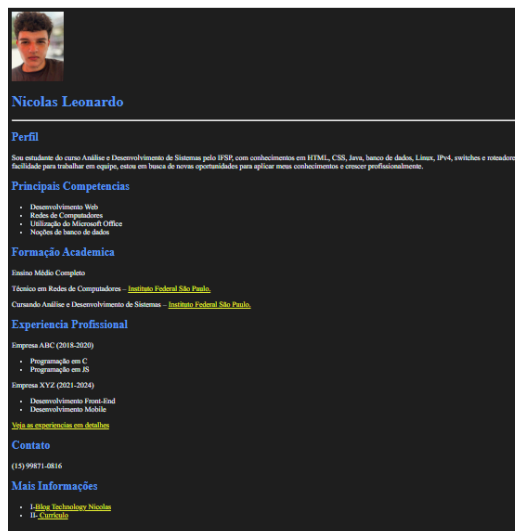 Nicolas Leonardo
Perfil
Sou estudante do curso Análise e Desenvolvimento de Sistemas pelo IFSP, com conhecimentos em HTML, CSS, Java, banco de dados, Linux, IPv4, switches e roteadore
facilidade para trabalhar em equipe, estou em busca de novas oportunidades para aplicar meus conhecimentos e crescer profissionalmente.
Principais Competencias
Desenvolvimento Web
Redes de Computadores
Utilização do Microsoft Office
Noções de banco de dados
Formação Academica
Ensino Médio Completo
Técnico em Redes de Computadores – Instituto Federal São Paulo.
Cursando Análise e Desenvolvimento de Sistemas – Instituto Federal São Paulo.
Experiencia Profissional
Empresa ABC (2018-2020)
Programação em C
Programação em JS
Empresa XYZ (2021-2024)
Desenvolvimento Front-End
Desenvolvimento Mobile
Veja as experiencias em detalhes
Contato
(15) 99871-0816
Mais Informações
I-Blog Technology Nicolas
II- Currículo